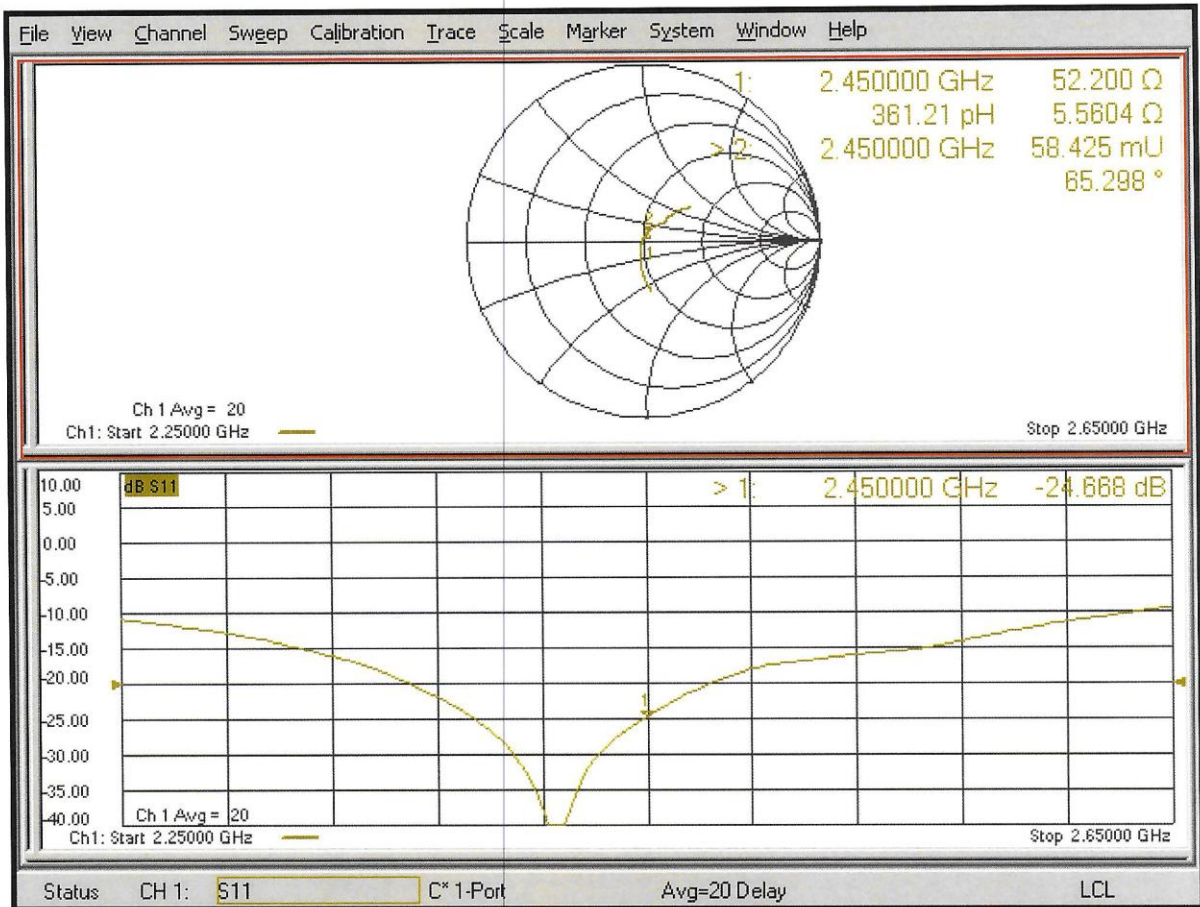 File View Channel Sweep Calibration Trace Scale Marker System Window Help
1: 2.450000 GHz 52.200 Ω
361.21 pH 5.5604 Ω
> 2: 2.450000 GHz 58.425 mU
65.298 °
Ch 1 Avg = 20
Ch1: Start 2.25000 GHz
Stop 2.65000 GHz
10.00
dB S11
> 1: 2.450000 GHz -24.668 dB
5.00
0.00
-5.00
-10.00
-15.00
-20.00
1
-25.00
-30.00
-35.00
-40.00
Ch 1 Avg = 20
Ch1: Start 2.25000 GHz
Stop 2.65000 GHz
Status CH 1: S11 C* 1-Port Avg=20 Delay LCL